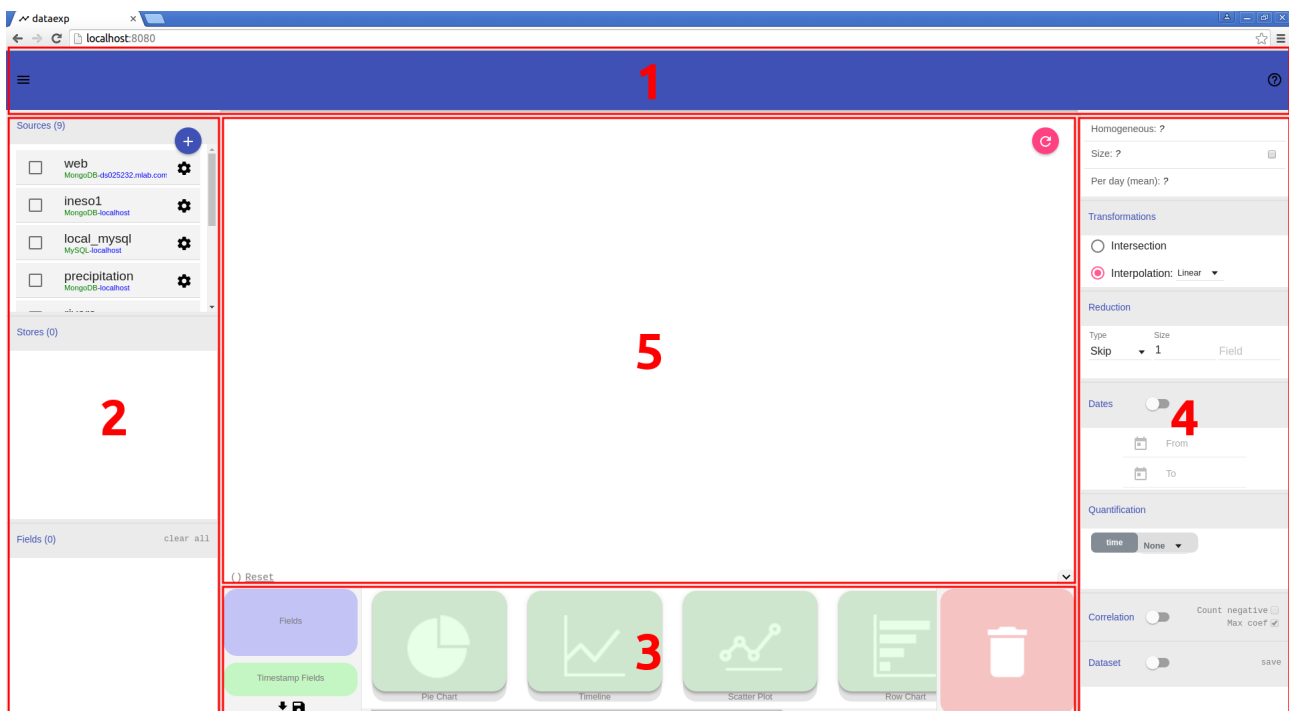 dataexp
localhost:8080
1
Sources (9)
web
MongoDB-ds025232.mlab.com
ineso1
MongoDB-localhost
local_mysql
MySQL-localhost
precipitation
MongoDB-localhost
Stores (0)
2
Fields (0) clear all
5
() Reset
Fields
Timestamp Fields
Pie Chart
Timeline
Scatter Plot
Row Chart
3
Homogeneous: ?
Size: ?
Per day (mean): ?
Transformations
Intersection
Interpolation: Linear
Reduction
Type Size
Skip 1 Field
Dates
4
From
To
Quantification
time None
Correlation Count negative
Max coef
Dataset save